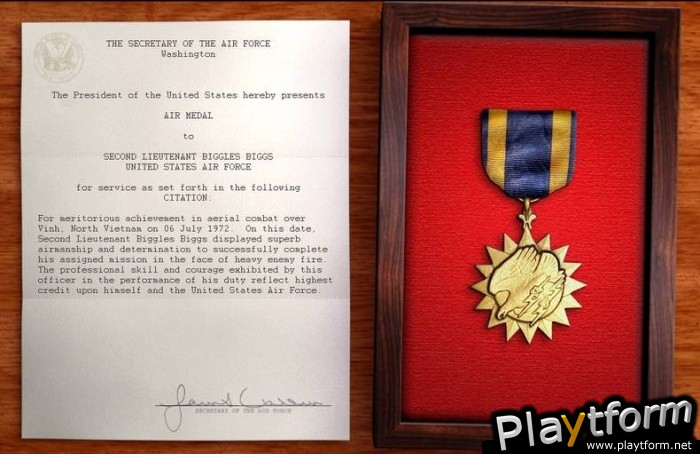 THE SECRETARY OF THE AIR FORCE
Washington
The President of the United States hereby presents
AIR MEDAL
to
SECOND LIEUTENANT BIGGLES BIGGS
UNITED STATES AIR FORCE
for service as set forth in the following
CITATION:
For meritorious achievement in aerial combat over
Vinh, North Vietnam on 06 July 1972.  On this date,
Second Lieutenant Biggles Biggs displayed superb
airmanship and determination to successfully complete
his assigned mission in the face of heavy enemy fire.
The professional skill and courage exhibited by this
officer in the performance of his duty reflect highest
credit upon himself and the United States Air Force.
SECRETARY OF THE AIR FORCE
Playtform
www.playtform.net